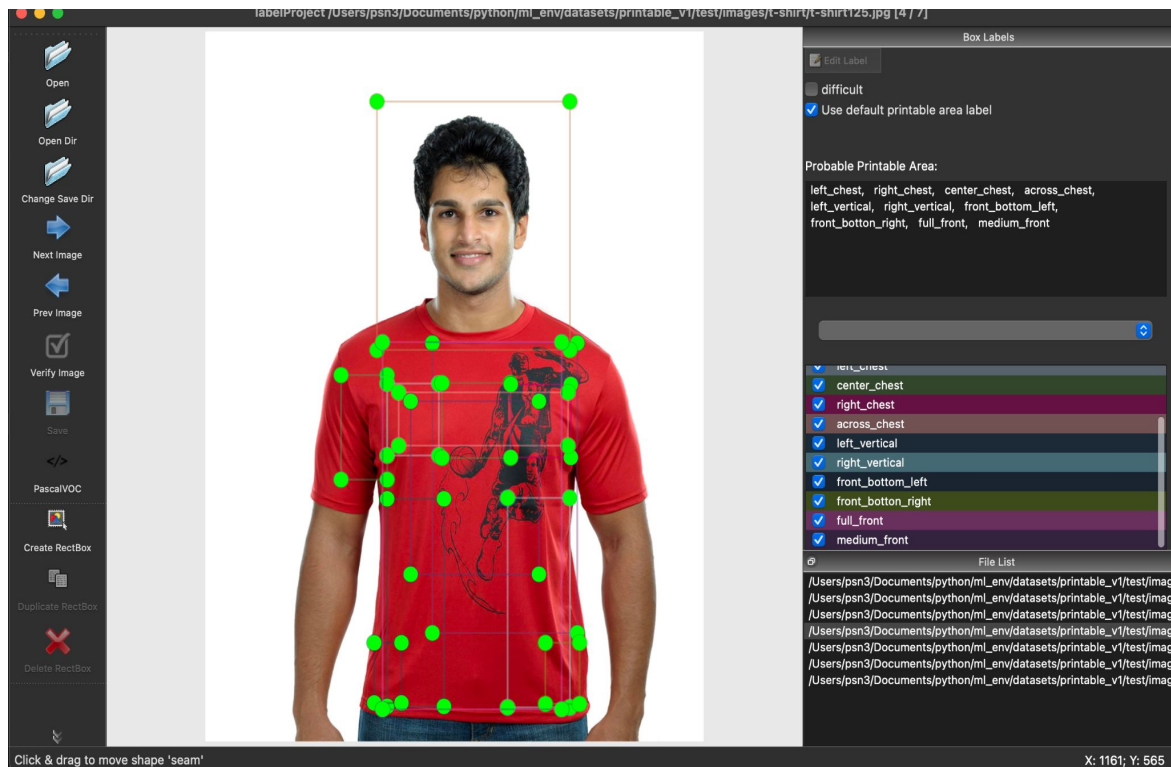 labelProject /Users/psn3/Documents/python/ml_env/datasets/printable_v1/test/images/t-shirt/t-shirt125.jpg [4 / 7]
Open
Open Dir
Change Save Dir
Next Image
Prev Image
Verify Image
Save
</>
PascalVOC
Create RectBox
Duplicate RectBox
Delete RectBox
Box Labels
Edit Label
difficult
Use default printable area label
Probable Printable Area:
left_chest, right_chest, center_chest, across_chest,
left_vertical, right_vertical, front_bottom_left,
front_botton_right, full_front, medium_front
left_chest
center_chest
right_chest
across_chest
left_vertical
right_vertical
front_bottom_left
front_botton_right
full_front
medium_front
File List
/Users/psn3/Documents/python/ml_env/datasets/printable_v1/test/imag
/Users/psn3/Documents/python/ml_env/datasets/printable_v1/test/imag
/Users/psn3/Documents/python/ml_env/datasets/printable_v1/test/imag
/Users/psn3/Documents/python/ml_env/datasets/printable_v1/test/imag
/Users/psn3/Documents/python/ml_env/datasets/printable_v1/test/imag
/Users/psn3/Documents/python/ml_env/datasets/printable_v1/test/imag
/Users/psn3/Documents/python/ml_env/datasets/printable_v1/test/imag
Click & drag to move shape 'seam'
X: 1161; Y: 565